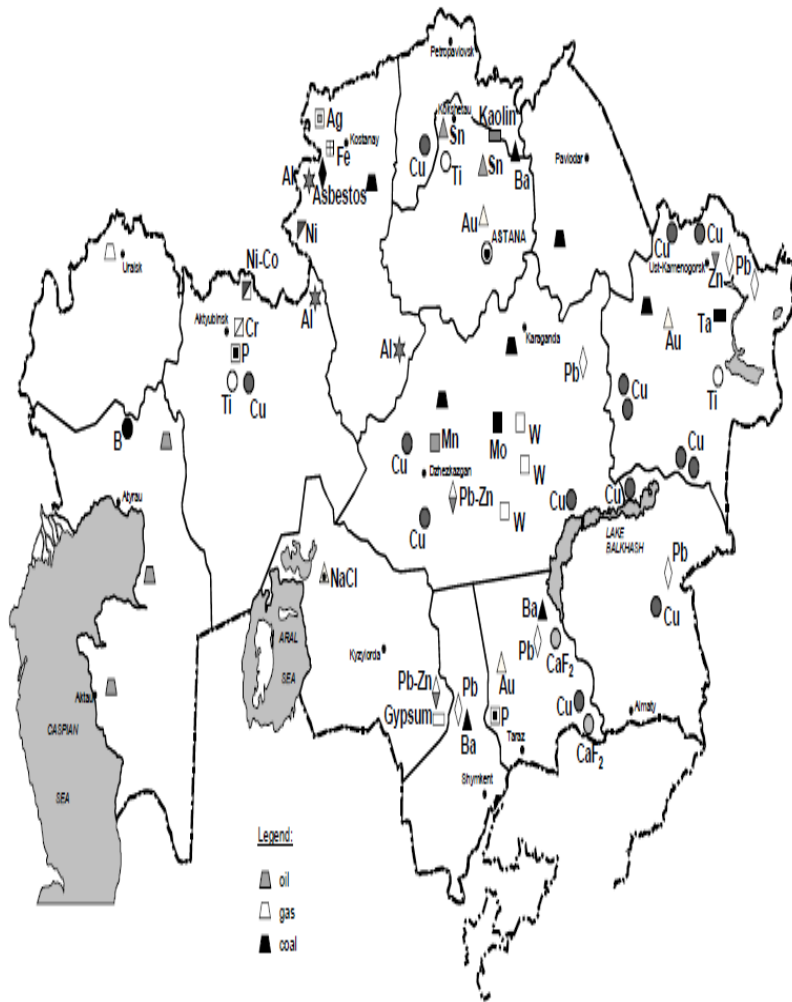 Petropavlovsk
Kokshetau
Kaolin
Ag
Sn
Fe
Kostanay
Cu
Ti
Sn
Ba
Pavlodar
Al
Asbestos
Au
ASTANA
Ni
Uralsk
Ni-Co
Cu
Cu
Ust-Kamenogorsk
Zn
Pb
Al
Aktyubinsk
Cr
P
Ti
Cu
Al
Karaganda
Pb
Au
Ta
Ti
Cu
B
Mn
Mo
W
W
W
Cu
Dzhezkazgan
Pb-Zn
Cu
Cu
Cu
Cu
Atyrau
LAKE
BALKHASH
NaCl
Pb
Cu
ARAL
SEA
Kyzylorda
Ba
Pb
CaF2
Au
Pb-Zn
Pb
Gypsum
Ba
P
Taraz
Cu
CaF2
Almaty
Aktau
CASPIAN
SEA
Shymkent
Legend:
oil
gas
coal